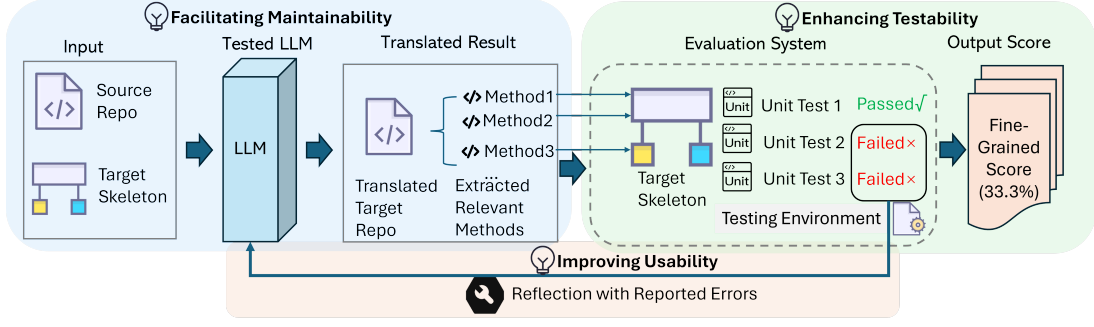 Facilitating Maintainability
Input
Source
Repo
Target
Skeleton
Tested LLM
LLM
Translated Result
</> Method1
</> Method2
</> Method3
...
</>
Translated
Target
Repo
Extracted
Relevant
Methods
Enhancing Testability
Evaluation System
Target
Skeleton
Unit
Unit Test 1
Passed√
Unit
Unit Test 2
Failed×
Unit
Unit Test 3
Failed×
Testing Environment
Output Score
Fine-
Grained
Score
(33.3%)
Improving Usability
Reflection with Reported Errors